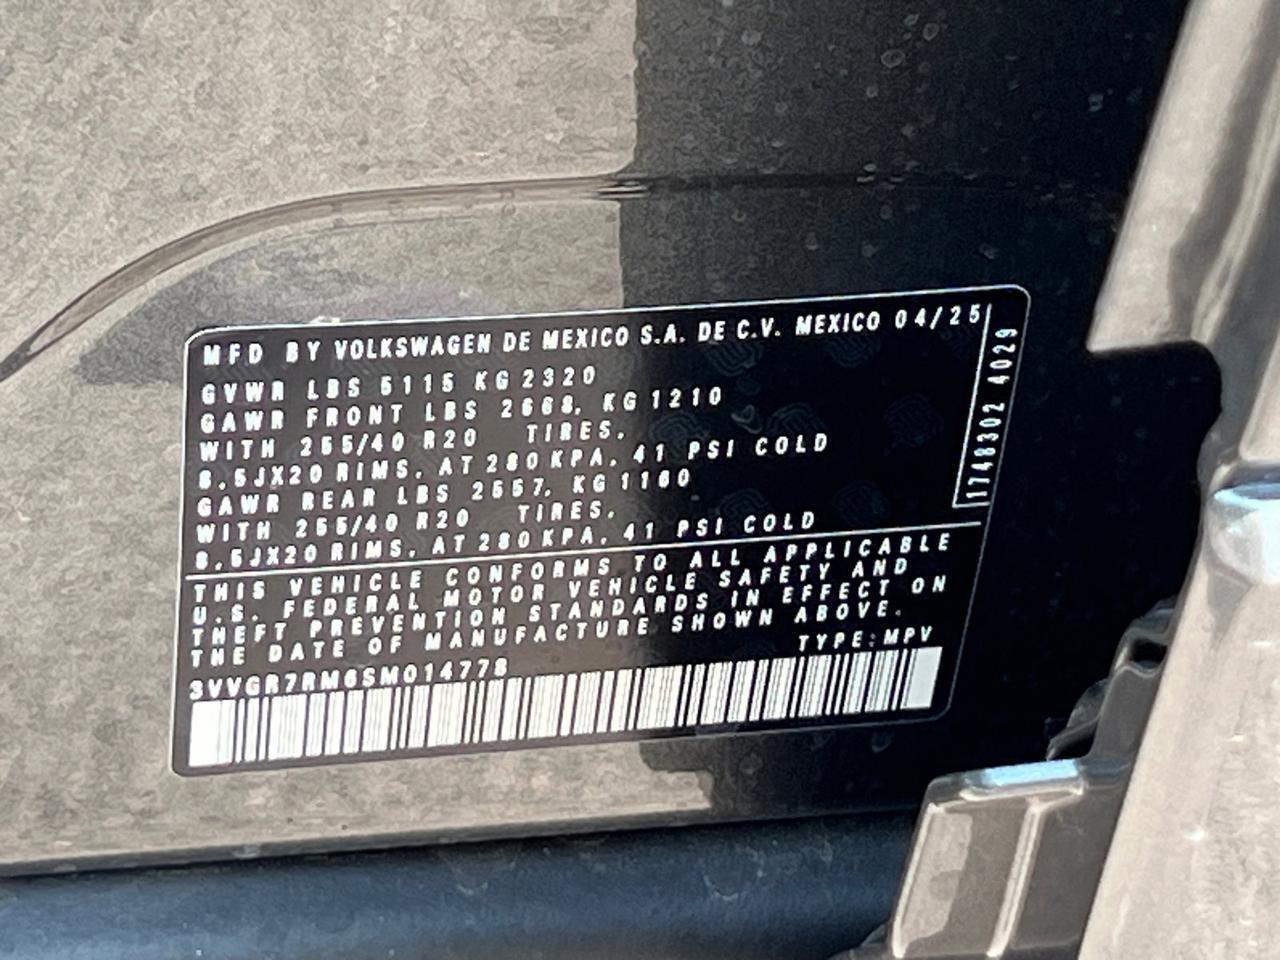 MFD BY VOLKSWAGEN DE MEXICO S.A. DE C.V. MEXICO 04/25
GVWR LBS 5115 KG 2320
GAWR FRONT LBS 2668, KG 1210
WITH 255/40 R20 TIRES,
8.5JX20 RIMS, AT 280 KPA, 41 PSI COLD
GAWR REAR LBS 2557, KG 1160
WITH 255/40 R20 TIRES,
8.5JX20 RIMS, AT 280 KPA, 41 PSI COLD
1748302 4029
THIS VEHICLE CONFORMS TO ALL APPLICABLE
U.S. FEDERAL MOTOR VEHICLE SAFETY AND
THEFT PREVENTION STANDARDS IN EFFECT ON
THE DATE OF MANUFACTURE SHOWN ABOVE.
TYPE:MPV
3VVGR7RM6SM014778